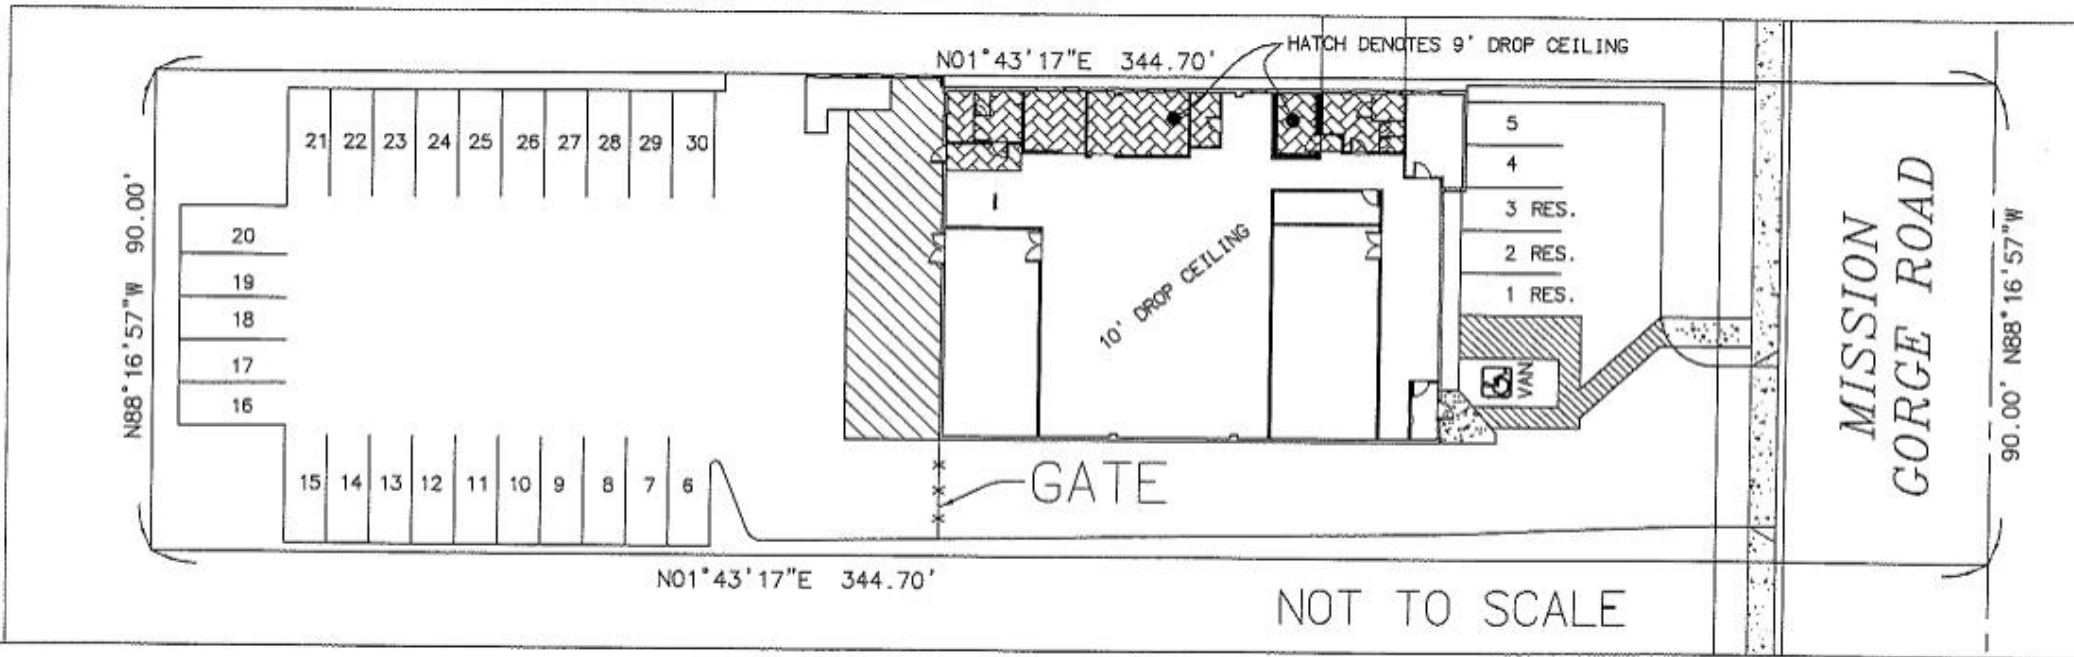 HATCH DENOTES 9' DROP CEILING
N01°43'17"E 344.70'
21 22 23 24 25 26 27 28 29 30
5
4
3 RES.
2 RES.
1 RES.
20
19
18
17
16
N88°16'57"W 90.00'
10' DROP CEILING
VAN
MISSION
GORGE ROAD
90.00' N88°16'57"W
15 14 13 12 11 10 9 8 7 6
GATE
N01°43'17"E 344.70'
NOT TO SCALE